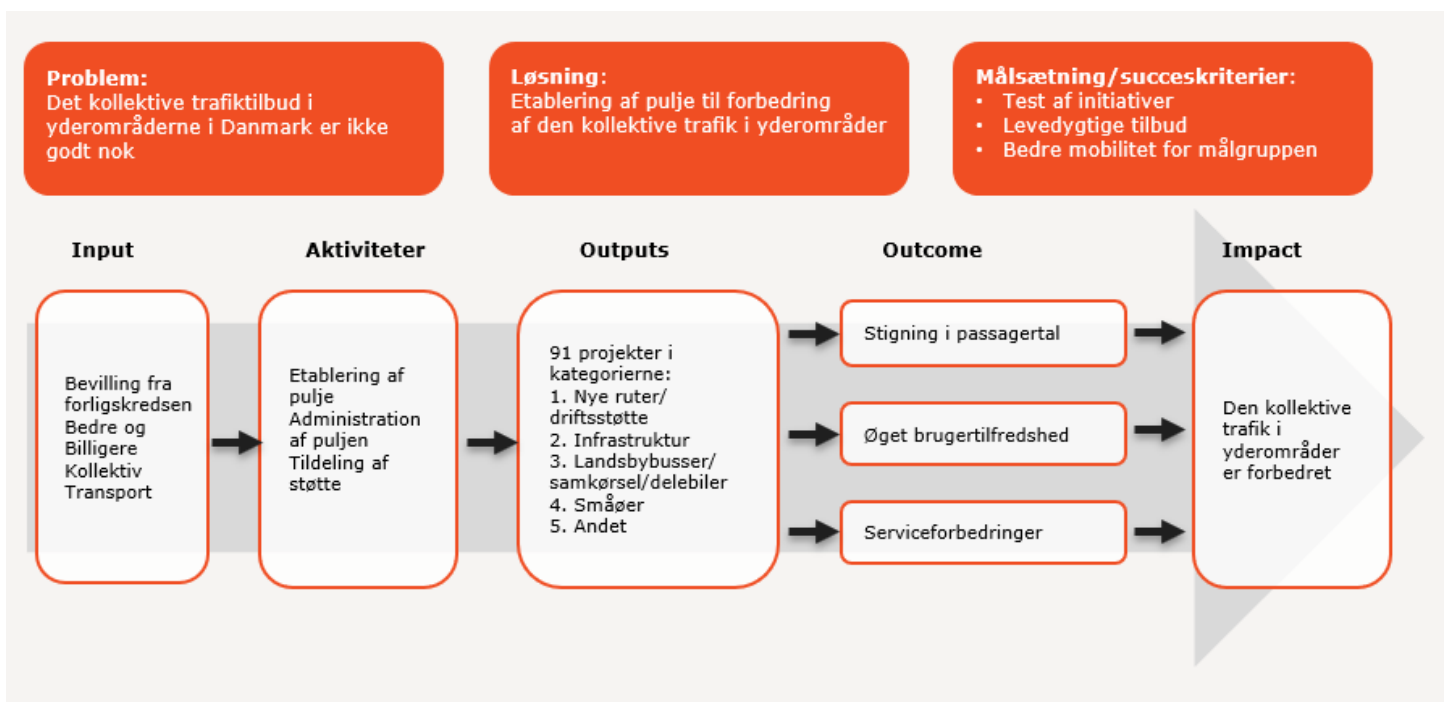 Problem:
Det kollektive trafiktilbud i
yderområderne i Danmark er ikke
godt nok
Løsning:
Etablering af pulje til forbedring
af den kollektive trafik i yderområder
Målsætning/succeskriterier:
• Test af initiativer
• Levedygtige tilbud
• Bedre mobilitet for målgruppen
Input
Aktiviteter
Outputs
Outcome
Impact
Bevilling fra
forligskredsen
Bedre og
Billigere
Kollektiv
Transport
Etablering af
pulje
Administration
af puljen
Tildeling af
støtte
91 projekter i
kategorierne:
1. Nye ruter/
driftsstøtte
2. Infrastruktur
3. Landsbybusser/
samkørsel/delebiler
4. Småøer
5. Andet
Stigning i passagertal
Øget brugertilfredshed
Serviceforbedringer
Den kollektive
trafik i
yderområder
er forbedret